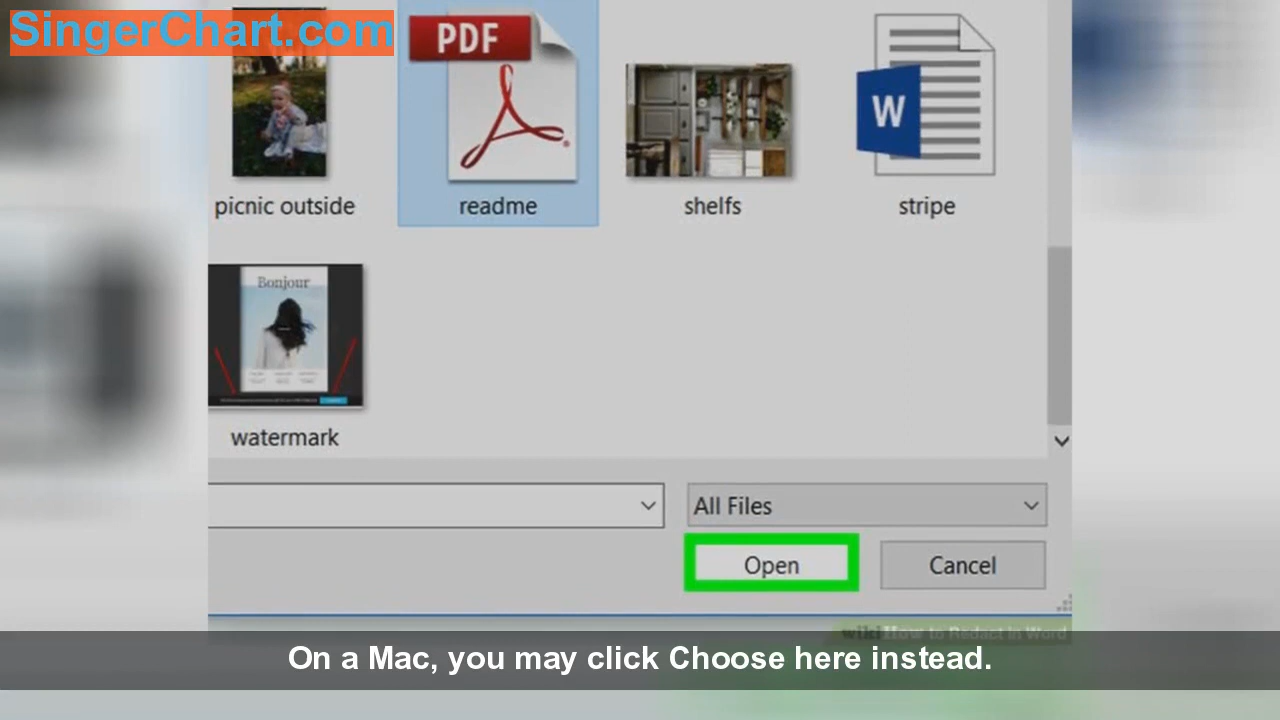 SingerChart.com
PDF
W
picnic outside
readme
shelfs
stripe
Bonjour
watermark
All Files
Open
Cancel
wikiHow to Redact in Word
On a Mac, you may click Choose here instead.